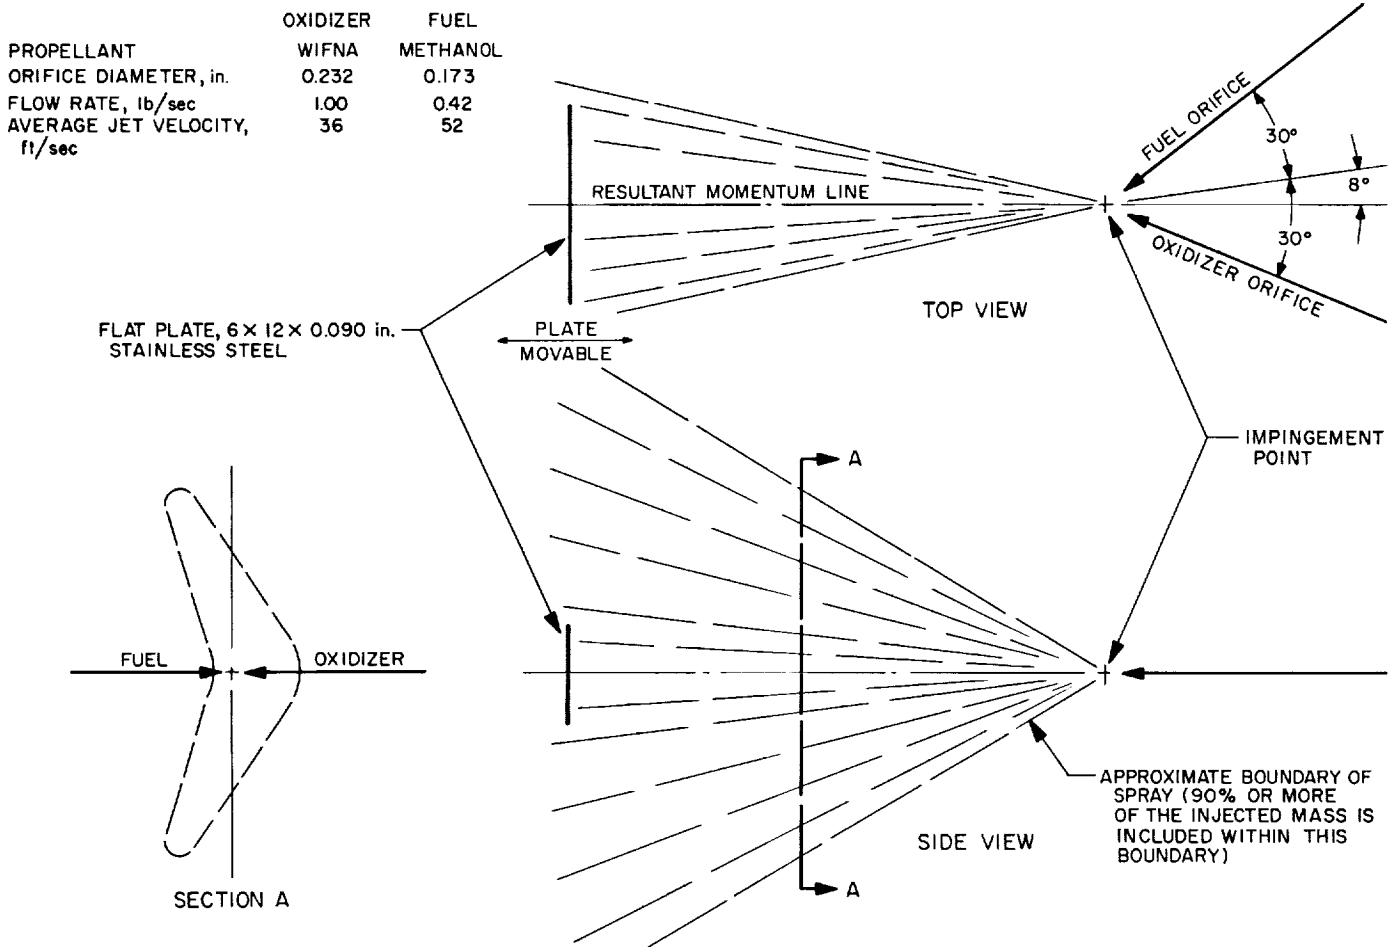 OXIDIZER FUEL
PROPELLANT WIFNA METHANOL
ORIFICE DIAMETER, in. 0.232 0.173
FLOW RATE, lb/sec 1.00 0.42
AVERAGE JET VELOCITY, 36 52
ft/sec
FUEL ORIFICE
30°
8°
RESULTANT MOMENTUM LINE
30°
OXIDIZER ORIFICE
TOP VIEW
FLAT PLATE, 6 × 12 × 0.090 in.
STAINLESS STEEL
PLATE
MOVABLE
IMPINGEMENT
POINT
A
FUEL
OXIDIZER
APPROXIMATE BOUNDARY OF
SPRAY (90% OR MORE
OF THE INJECTED MASS IS
INCLUDED WITHIN THIS
BOUNDARY)
SIDE VIEW
A
SECTION A